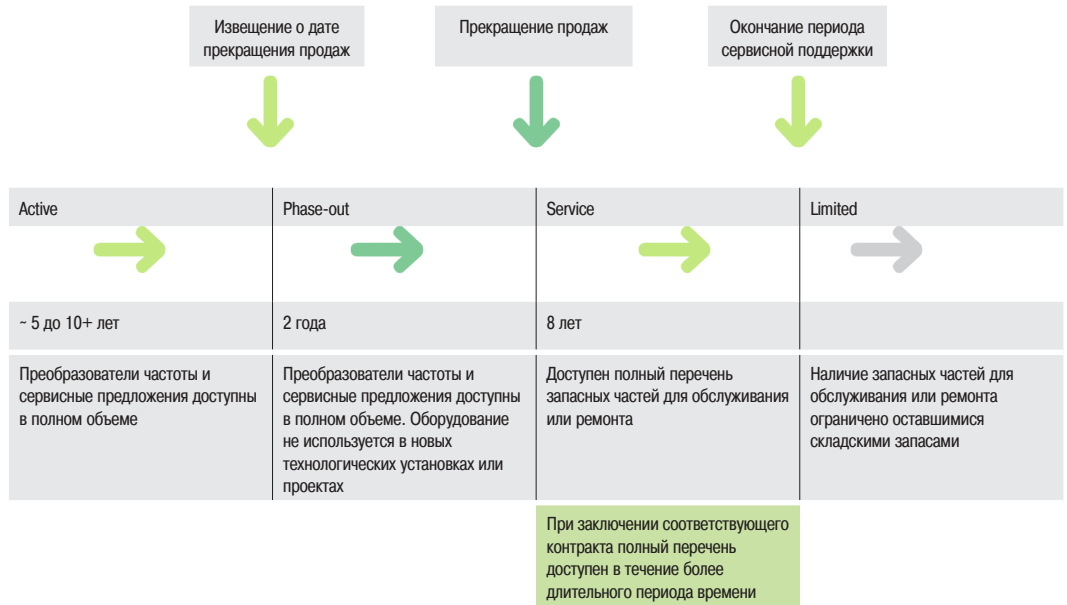 Извещение о дате
прекращения продаж
Прекращение продаж
Окончание периода
сервисной поддержки
Active
Phase-out
Service
Limited
~ 5 до 10+ лет
2 года
8 лет
Преобразователи частоты и
сервисные предложения доступны
в полном объеме
Преобразователи частоты и
сервисные предложения доступны
в полном объеме. Оборудование
не используется в новых
технологических установках или
проектах
Доступен полный перечень
запасных частей для обслуживания
или ремонта
Наличие запасных частей для
обслуживания или ремонта
ограничено оставшимися
складскими запасами
При заключении соответствующего
контракта полный перечень
доступен в течение более
длительного периода времени